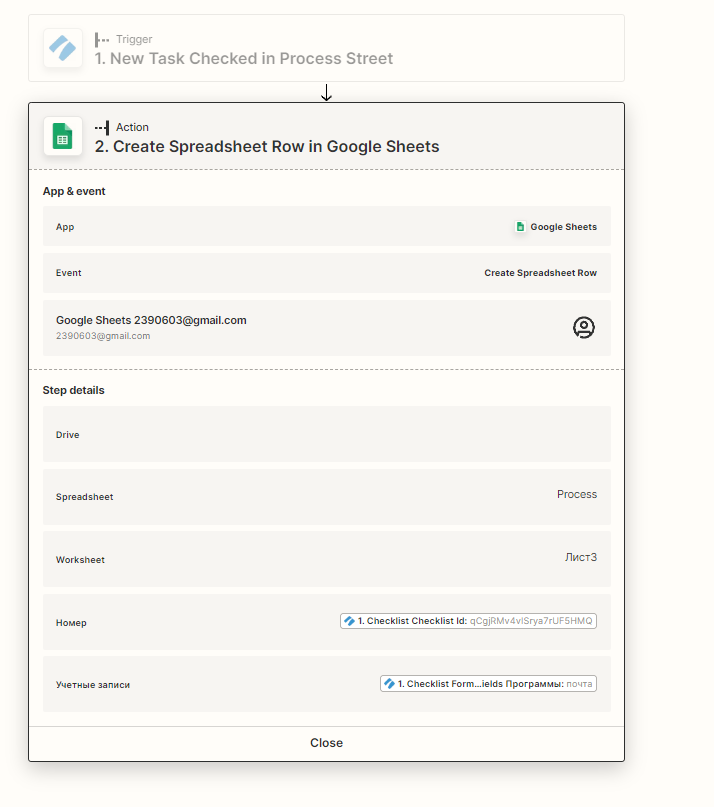 Trigger
1. New Task Checked in Process Street
Action
2. Create Spreadsheet Row in Google Sheets
App & event
App
Google Sheets
Event
Create Spreadsheet Row
Google Sheets 2390603@gmail.com
2390603@gmail.com
Step details
Drive
Spreadsheet
Process
Worksheet
Лист3
Номер
1. Checklist Checklist Id: qCgjRMv4vlSrya7rUF5HMQ
Учетные записи
1. Checklist Form...ields Программы: почта
Close